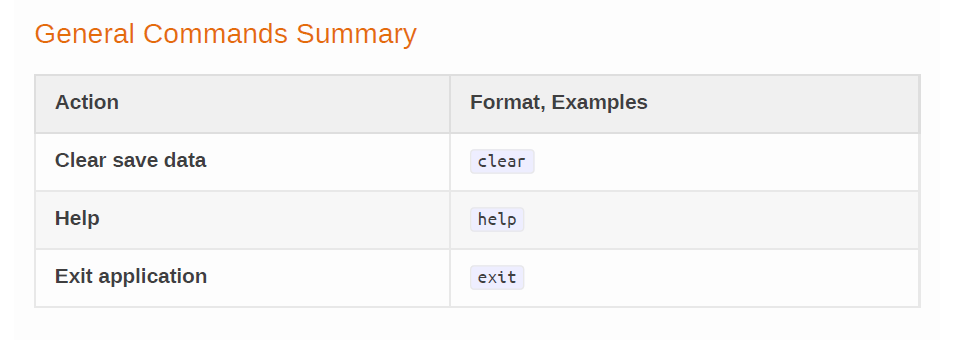 General Commands Summary
Action Format, Examples
Clear save data clear
Help help
Exit application exit